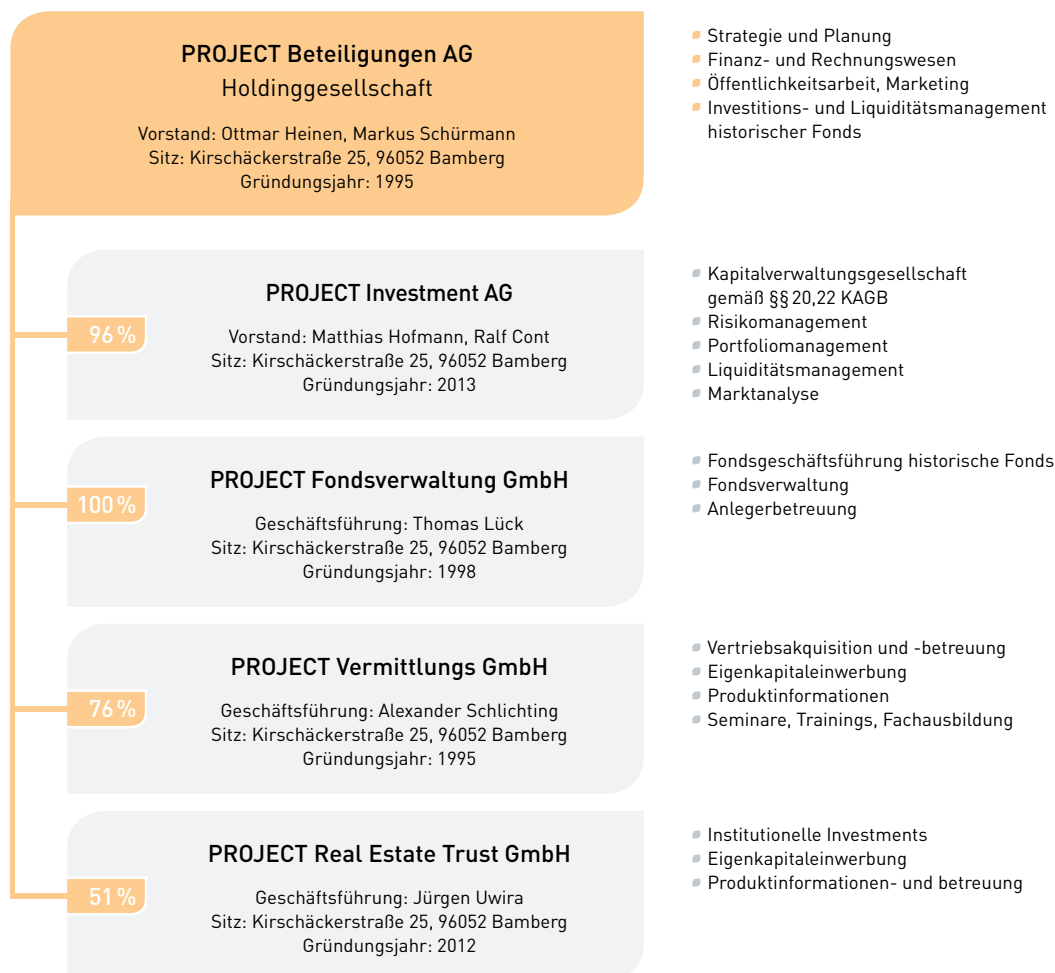 PROJECT Beteiligungen AG
Holdinggesellschaft
Vorstand: Ottmar Heinen, Markus Schürmann
Sitz: Kirschäckerstraße 25, 96052 Bamberg
Gründungsjahr: 1995
Strategie und Planung
Finanz- und Rechnungswesen
Öffentlichkeitsarbeit, Marketing
Investitions- und Liquiditätsmanagement
historischer Fonds
96 %
PROJECT Investment AG
Vorstand: Matthias Hofmann, Ralf Cont
Sitz: Kirschäckerstraße 25, 96052 Bamberg
Gründungsjahr: 2013
Kapitalverwaltungsgesellschaft
gemäß §§ 20,22 KAGB
Risikomanagement
Portfoliomanagement
Liquiditätsmanagement
Marktanalyse
100 %
PROJECT Fondsverwaltung GmbH
Geschäftsführung: Thomas Lück
Sitz: Kirschäckerstraße 25, 96052 Bamberg
Gründungsjahr: 1998
Fondsgeschäftsführung historische Fonds
Fondsverwaltung
Anlegerbetreuung
76 %
PROJECT Vermittlungs GmbH
Geschäftsführung: Alexander Schlichting
Sitz: Kirschäckerstraße 25, 96052 Bamberg
Gründungsjahr: 1995
Vertriebsakquisition und -betreuung
Eigenkapitaleinwerbung
Produktinformationen
Seminare, Trainings, Fachausbildung
51 %
PROJECT Real Estate Trust GmbH
Geschäftsführung: Jürgen Uwira
Sitz: Kirschäckerstraße 25, 96052 Bamberg
Gründungsjahr: 2012
Institutionelle Investments
Eigenkapitaleinwerbung
Produktinformationen- und betreuung